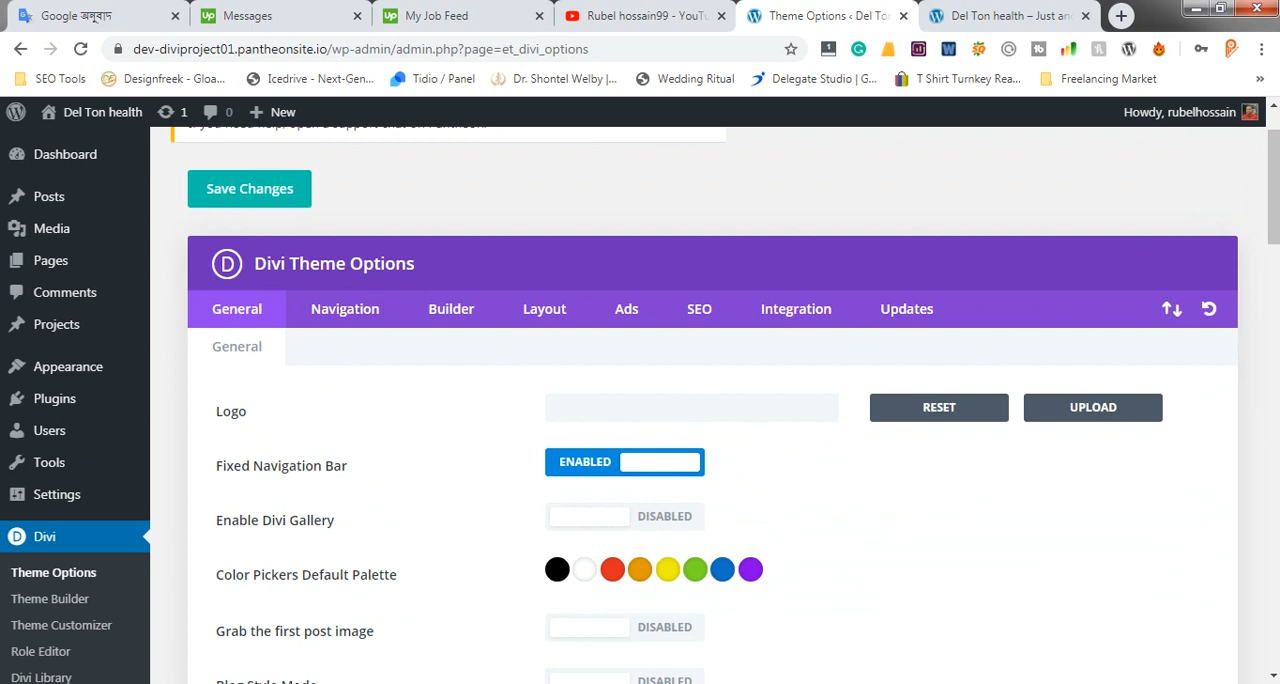 Google অনুবাদ
Messages
My Job Feed
Rubel hossain99 - YouTu
Theme Options ‹ Del Ton
Del Ton health – Just an
dev-diviproject01.pantheonsite.io/wp-admin/admin.php?page=et_divi_options
SEO Tools
Designfreek - Gloa...
Icedrive - Next-Gen...
Tidio / Panel
Dr. Shontel Welby |...
Wedding Ritual
Delegate Studio | G...
T Shirt Turnkey Rea...
Freelancing Market
»
Del Ton health
1
0
New
Howdy, rubelhossain
Dashboard
Posts
Media
Pages
Comments
Projects
Appearance
Plugins
Users
Tools
Settings
Divi
Theme Options
Theme Builder
Theme Customizer
Role Editor
Divi Library
Save Changes
Divi Theme Options
General
Navigation
Builder
Layout
Ads
SEO
Integration
Updates
General
Logo
RESET
UPLOAD
Fixed Navigation Bar
ENABLED
Enable Divi Gallery
DISABLED
Color Pickers Default Palette
Grab the first post image
DISABLED
Blog Style Mode
DISABLED